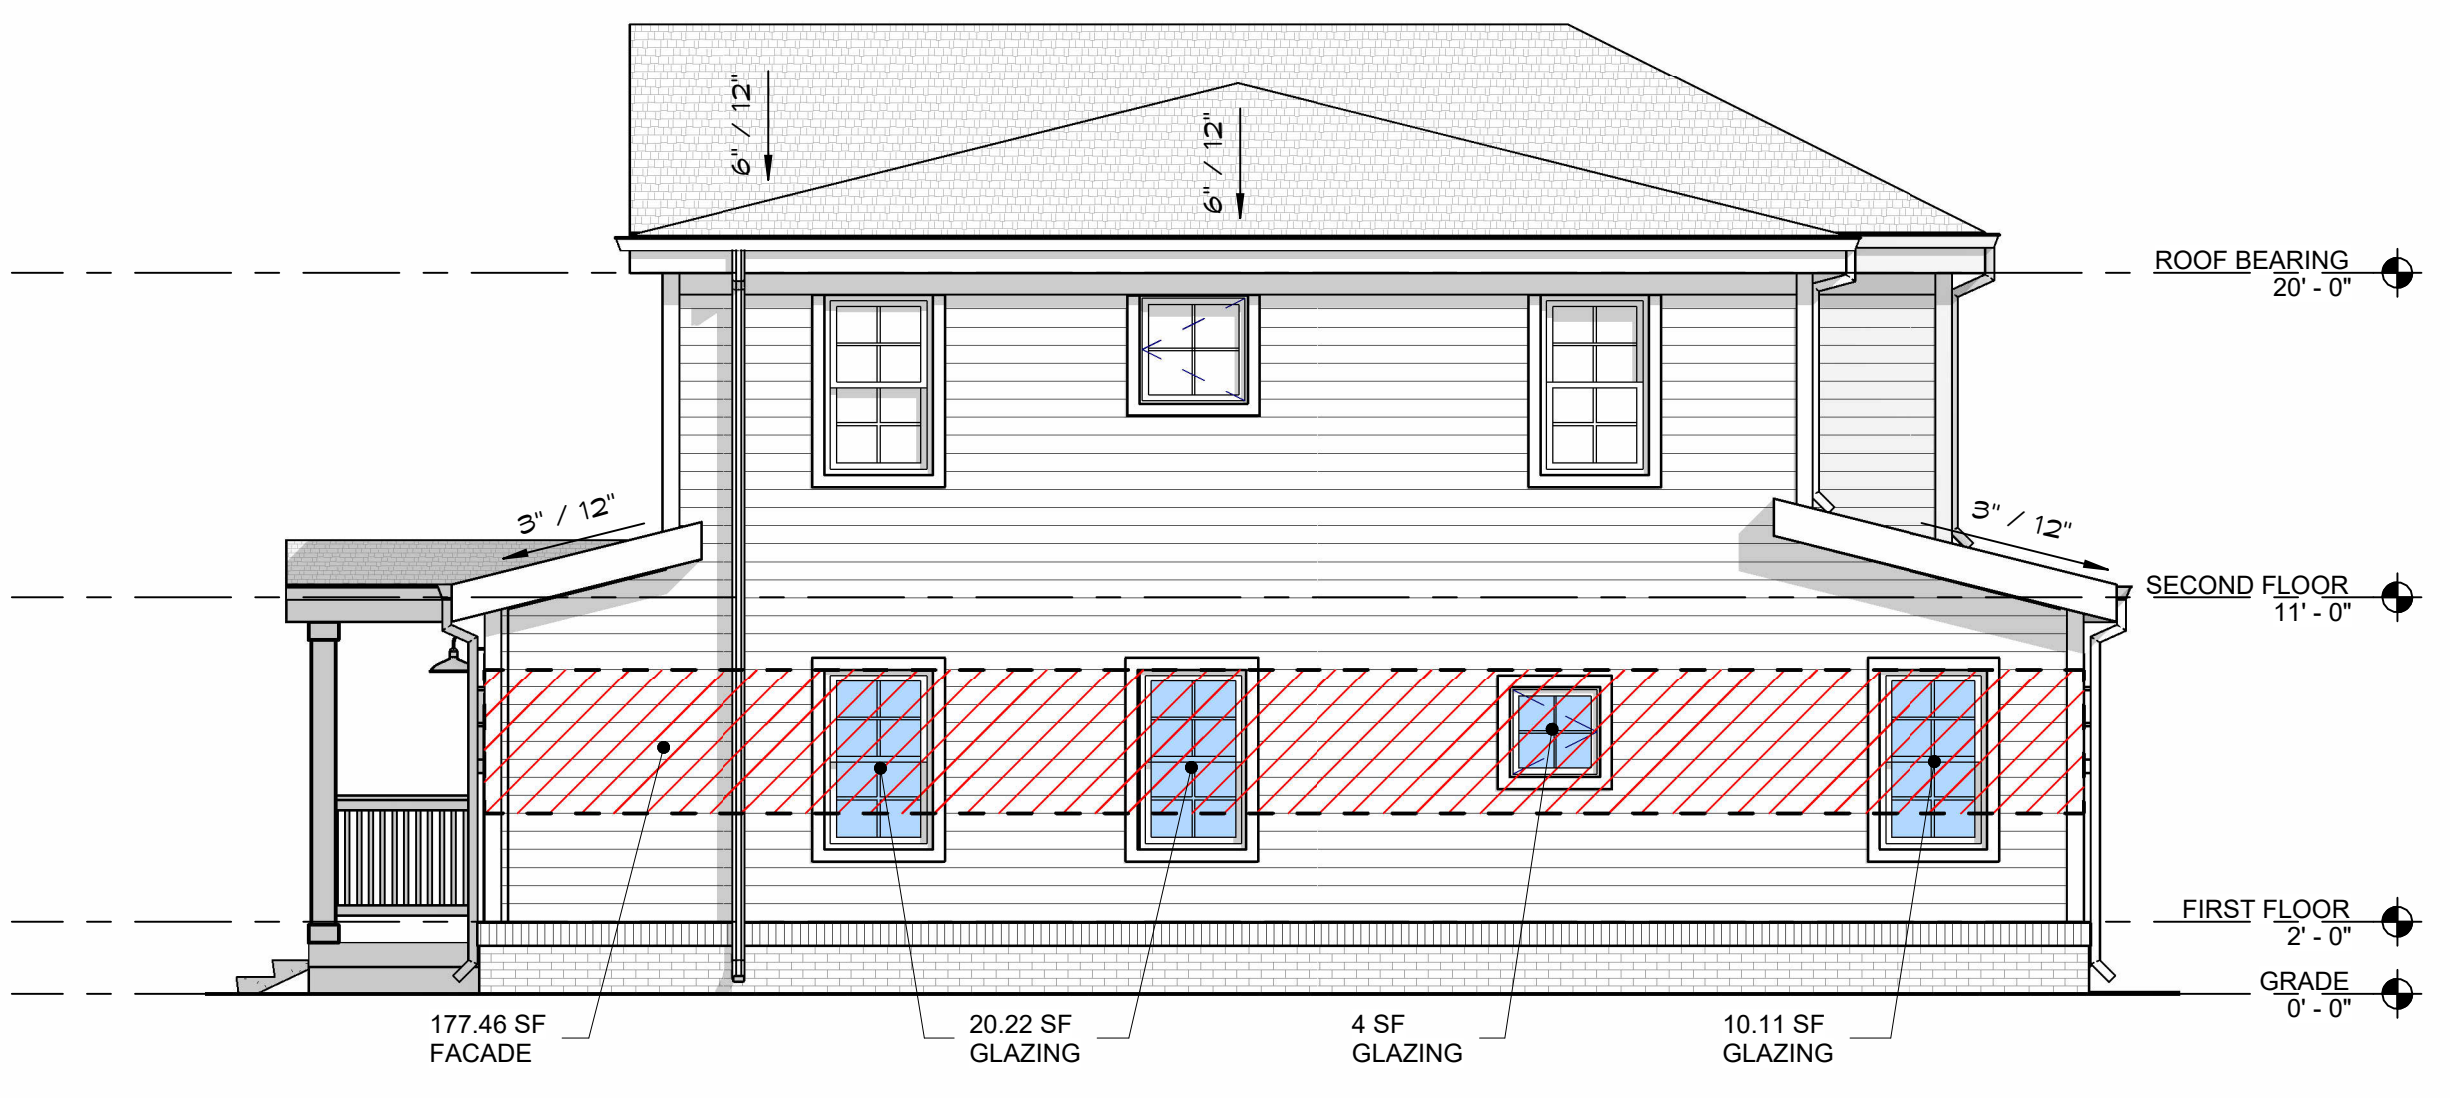 6" / 12"
6" / 12"
ROOF BEARING
20' - 0"
3" / 12"
3" / 12"
SECOND FLOOR
11' - 0"
FIRST FLOOR
2' - 0"
GRADE
0' - 0"
177.46 SF
FACADE
20.22 SF
GLAZING
4 SF
GLAZING
10.11 SF
GLAZING